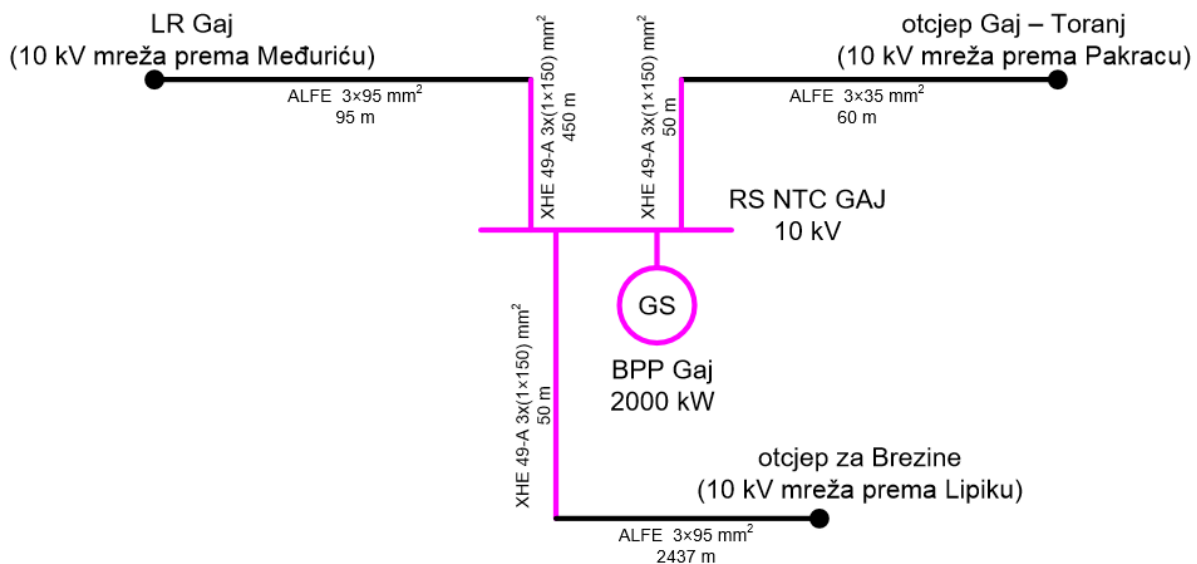 LR Gaj
(10 kV mreža prema Međuriću)
ALFE 3×95 mm²
95 m
XHE 49-A 3x(1×150) mm²
450 m
otcjep Gaj – Toranj
(10 kV mreža prema Pakracu)
ALFE 3×35 mm²
60 m
XHE 49-A 3x(1×150) mm²
50 m
RS NTC GAJ
10 kV
GS
BPP Gaj
2000 kW
XHE 49-A 3x(1×150) mm²
50 m
otcjep za Brezine
(10 kV mreža prema Lipiku)
ALFE 3×95 mm²
2437 m